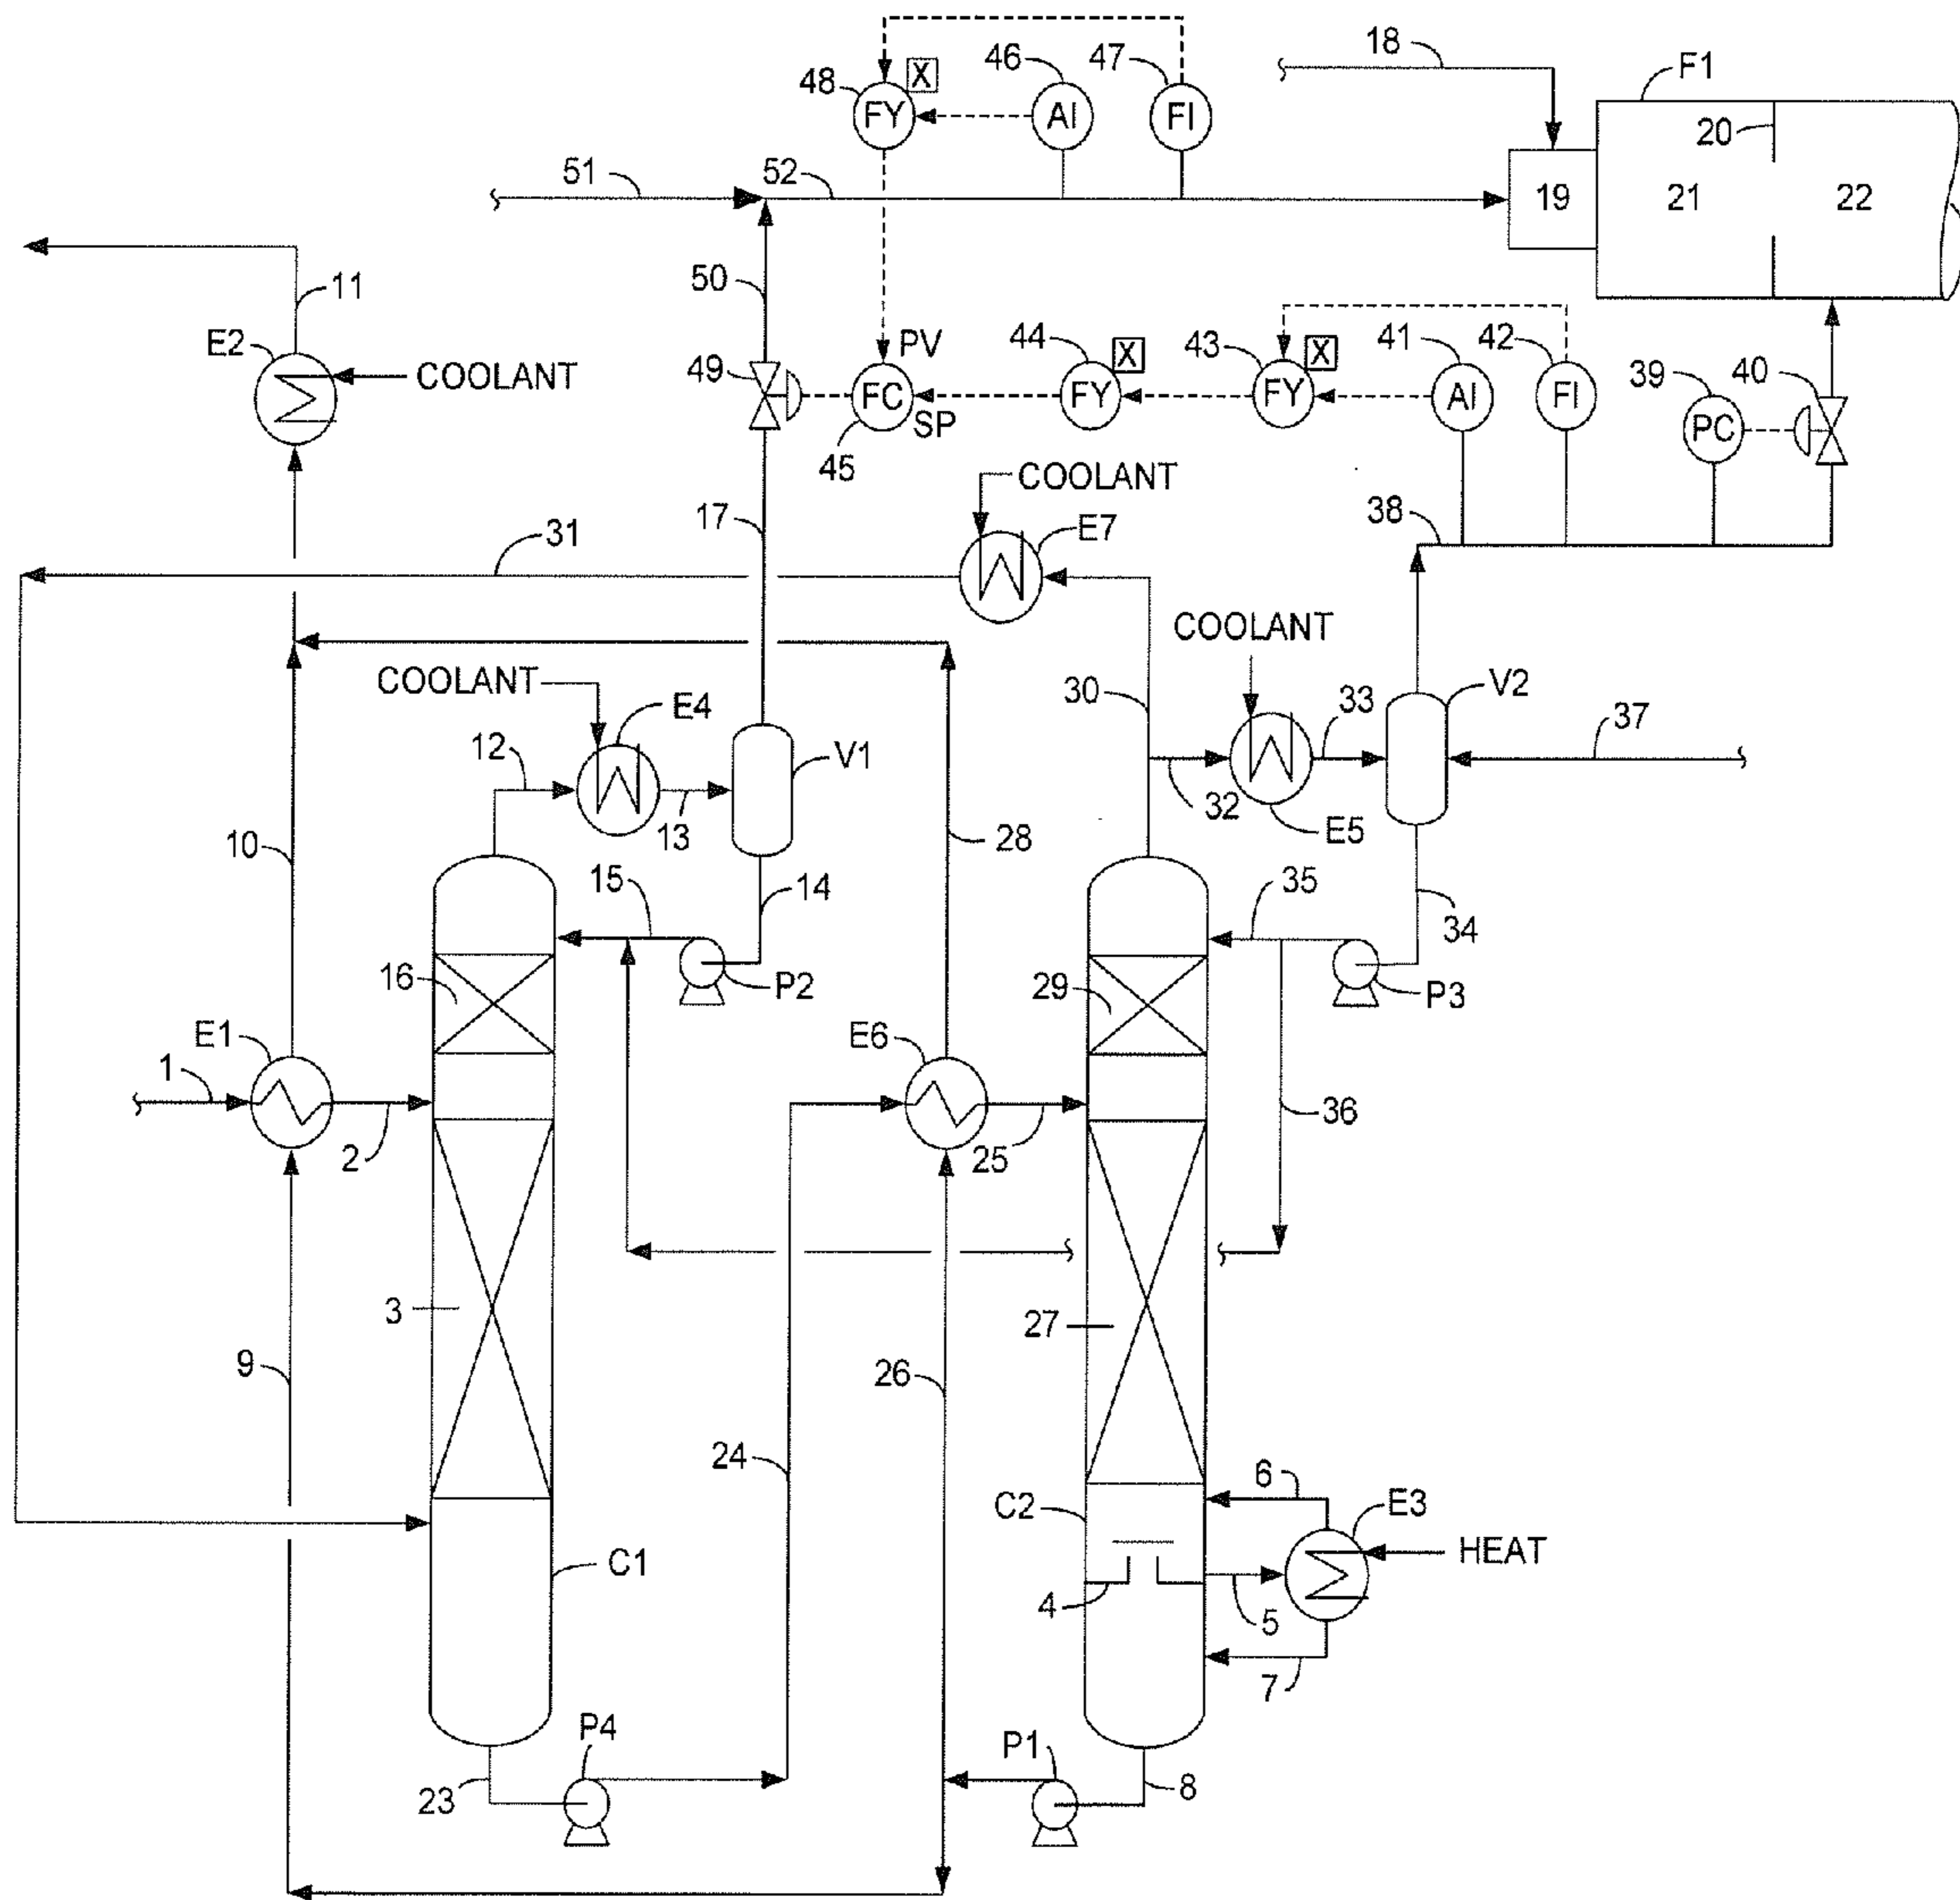 46
47
18
F1
48
X
FY
AI
FI
20
51
52
19
21
22
11
50
E2
COOLANT
49
PV
44
X
43
X
41
42
39
40
FC
FY
FY
AI
FI
PC
SP
45
COOLANT
17
E7
38
31
COOLANT
COOLANT
E4
30
33
V2
37
12
V1
13
32
E5
10
28
15
14
35
34
16
P2
29
P3
E1
E6
1
36
2
25
3
27
9
26
24
6
C2
E3
C1
HEAT
4
5
7
P4
P1
23
8